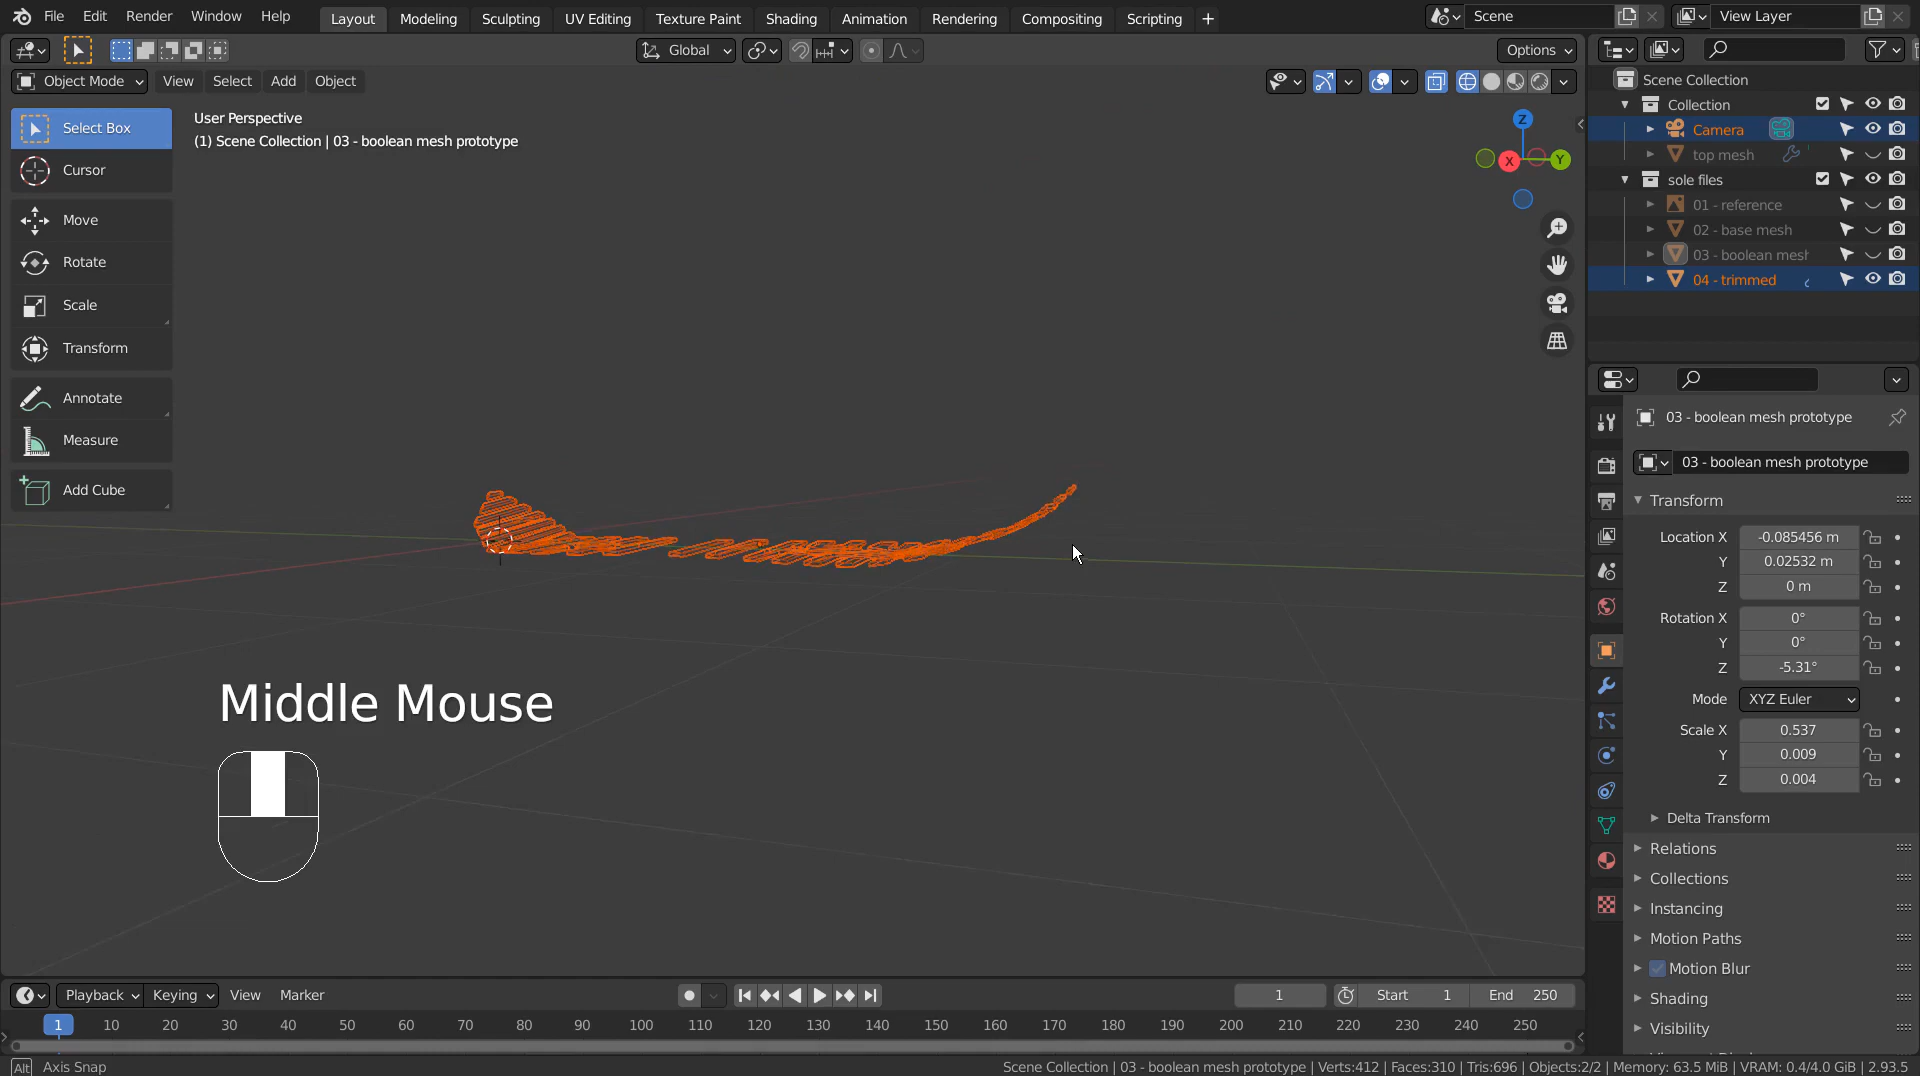 File Edit Render Window Help Layout Modeling Sculpting UV Editing Texture Paint Shading Animation Rendering Compositing Scripting + Scene View Layer
Global Options
Object Mode View Select Add Object
Scene Collection
Collection
Camera
top mesh
sole files
01 - reference
02 - base mesh
03 - boolean mesh
04 - trimmed
Select Box
Cursor
Move
Rotate
Scale
Transform
Annotate
Measure
Add Cube
User Perspective
(1) Scene Collection | 03 - boolean mesh prototype
Z
X
Y
Middle Mouse
03 - boolean mesh prototype
03 - boolean mesh prototype
Transform
Location X -0.085456 m
Y 0.02532 m
Z 0 m
Rotation X 0°
Y 0°
Z -5.31°
Mode XYZ Euler
Scale X 0.537
Y 0.009
Z 0.004
Delta Transform
Relations
Collections
Instancing
Motion Paths
Motion Blur
Shading
Visibility
Playback Keying View Marker 1 Start 1 End 250
1 10 20 30 40 50 60 70 80 90 100 110 120 130 140 150 160 170 180 190 200 210 220 230 240 250
Alt Axis Snap
Scene Collection | 03 - boolean mesh prototype | Verts:412 | Faces:310 | Tris:696 | Objects:2/2 | Memory: 63.5 MiB | VRAM: 0.4/4.0 GiB | 2.93.5